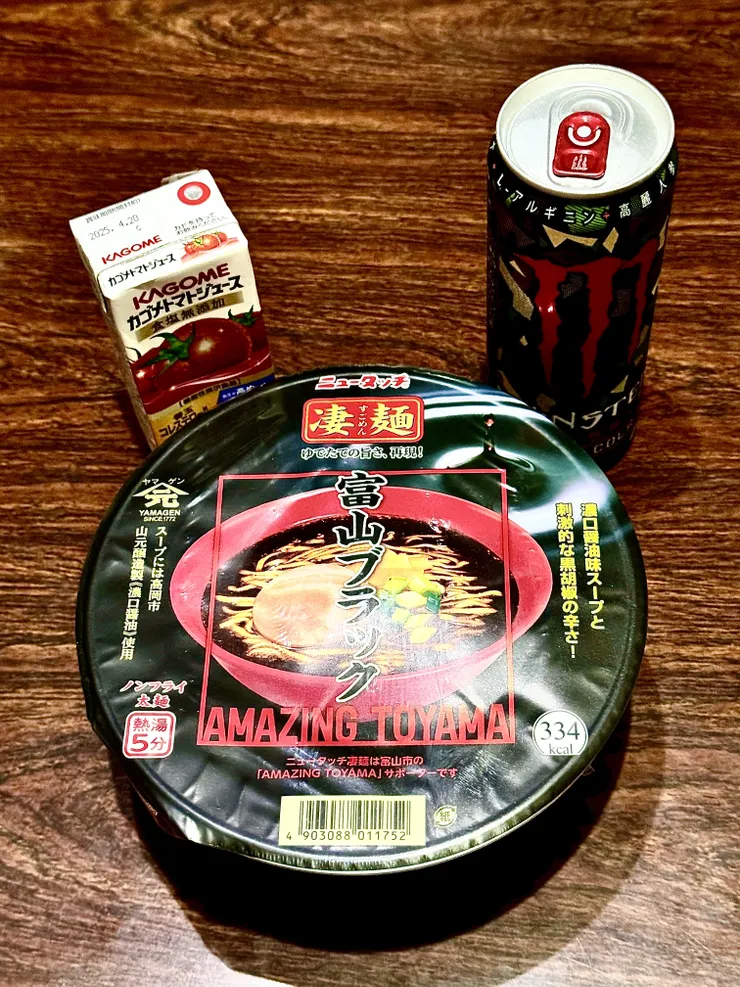 2025. 4.20
KAGOME
カゴメトマトジュース
KAGOME
カゴメトマトジュース
食塩無添加
L-アルギニン+高麗人参
ニュータッチ
凄麺
すごめん
ゆでたての旨さ、再現!
富山ブラック
濃口醤油味スープと
刺激的な黒胡椒の辛さ!
ヤマゲン
元
YAMAGEN
SINCE.1772
スープには高岡市
山元醸造製《濃口醤油》使用
ノンフライ
太麺
熱湯
5分
AMAZING TOYAMA
334
kcal
ニュータッチ凄麺は富山市の
「AMAZING TOYAMA」サポーターです
4 903088 011752
紙